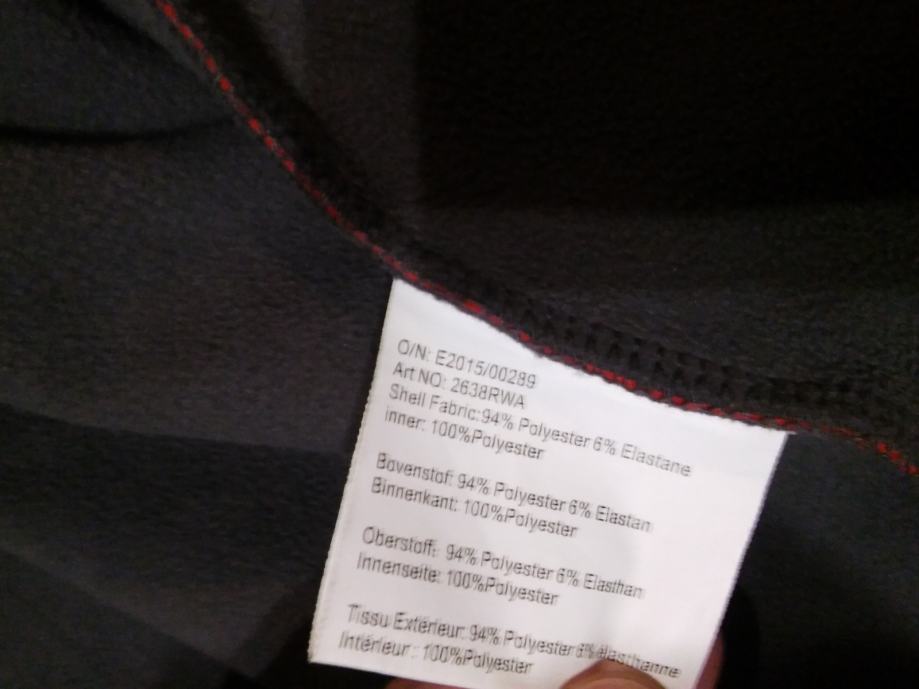 O/N: E2015/00289
Art NO: 2638RWA
Shell Fabric:94% Polyester 6% Elastane
inner: 100%Polyester
Bovenstof: 94% Polyester 6% Elastan
Binnenkant: 100%Polyester
Oberstoff: 94% Polyester 6% Elasthan
Innenseite: 100%Polyester
Tissu Extérieur: 94% Polyester 6%élasthanne
Intérieur : 100%Polyester